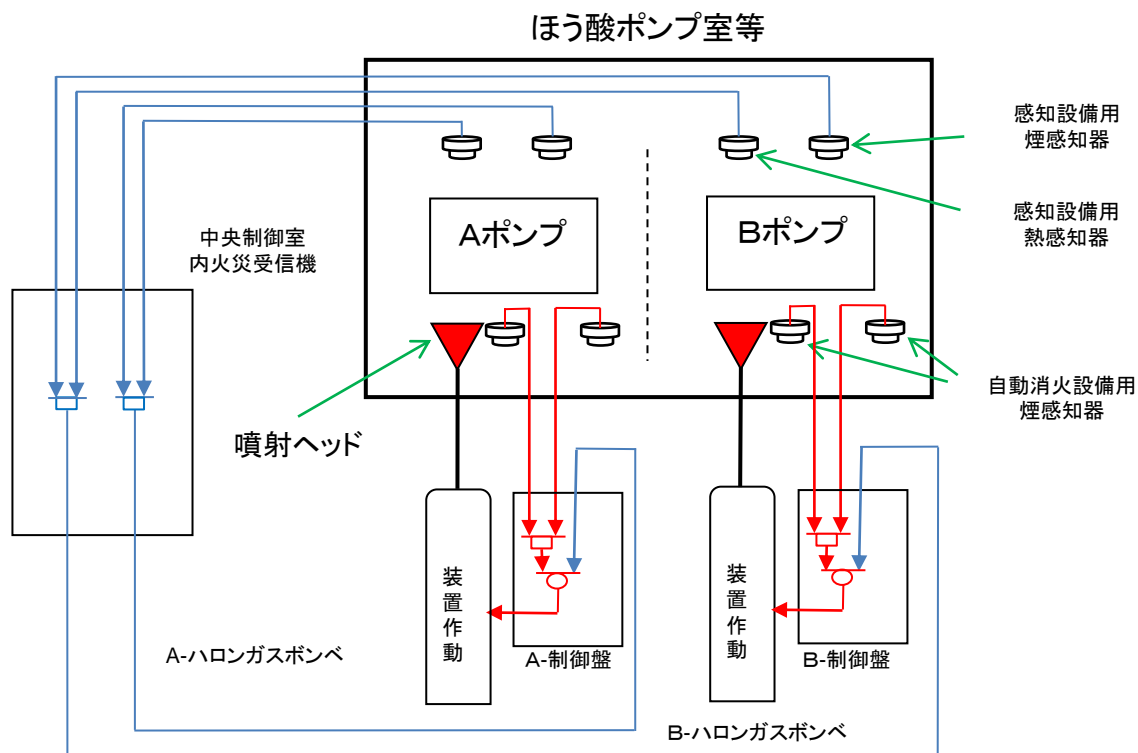 ほう酸ポンプ室等
感知設備用
煙感知器
感知設備用
熱感知器
Aポンプ
Bポンプ
中央制御室
内火災受信機
自動消火設備用
煙感知器
噴射ヘッド
装置作動
装置作動
A-ハロンガスボンベ
A-制御盤
B-制御盤
B-ハロンガスボンベ